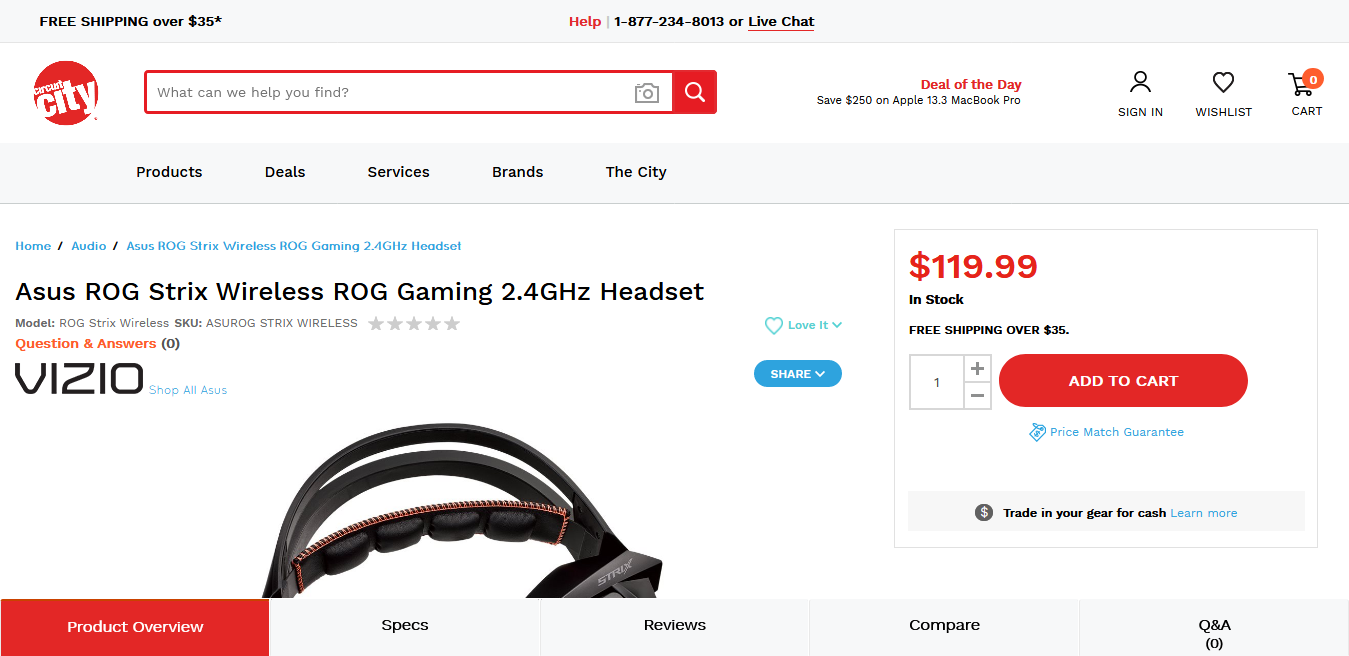 FREE SHIPPING over $35*
Help | 1-877-234-8013 or Live Chat
circuit
city
What can we help you find?
Deal of the Day
Save $250 on Apple 13.3 MacBook Pro
SIGN IN
WISHLIST
0
CART
Products
Deals
Services
Brands
The City
Home / Audio / Asus ROG Strix Wireless ROG Gaming 2.4GHz Headset
Asus ROG Strix Wireless ROG Gaming 2.4GHz Headset
Model: ROG Strix Wireless SKU: ASUROG STRIX WIRELESS
Question & Answers (0)
VIZIO Shop All Asus
Love It
SHARE
STRIX
$119.99
In Stock
FREE SHIPPING OVER $35.
1
+
−
ADD TO CART
Price Match Guarantee
$ Trade in your gear for cash Learn more
Product Overview
Specs
Reviews
Compare
Q&A
(0)